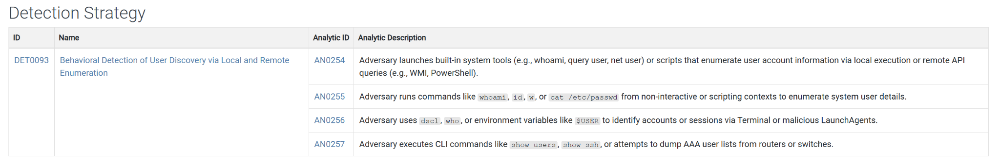 Detection Strategy
ID Name Analytic ID Analytic Description
DET0093 Behavioral Detection of User Discovery via Local and Remote
Enumeration
AN0254 Adversary launches built-in system tools (e.g., whoami, query user, net user) or scripts that enumerate user account information via local execution or remote API
queries (e.g., WMI, PowerShell).
AN0255 Adversary runs commands like whoami, id, w, or cat /etc/passwd from non-interactive or scripting contexts to enumerate system user details.
AN0256 Adversary uses dscl, who, or environment variables like $USER to identify accounts or sessions via Terminal or malicious LaunchAgents.
AN0257 Adversary executes CLI commands like show users, show ssh, or attempts to dump AAA user lists from routers or switches.